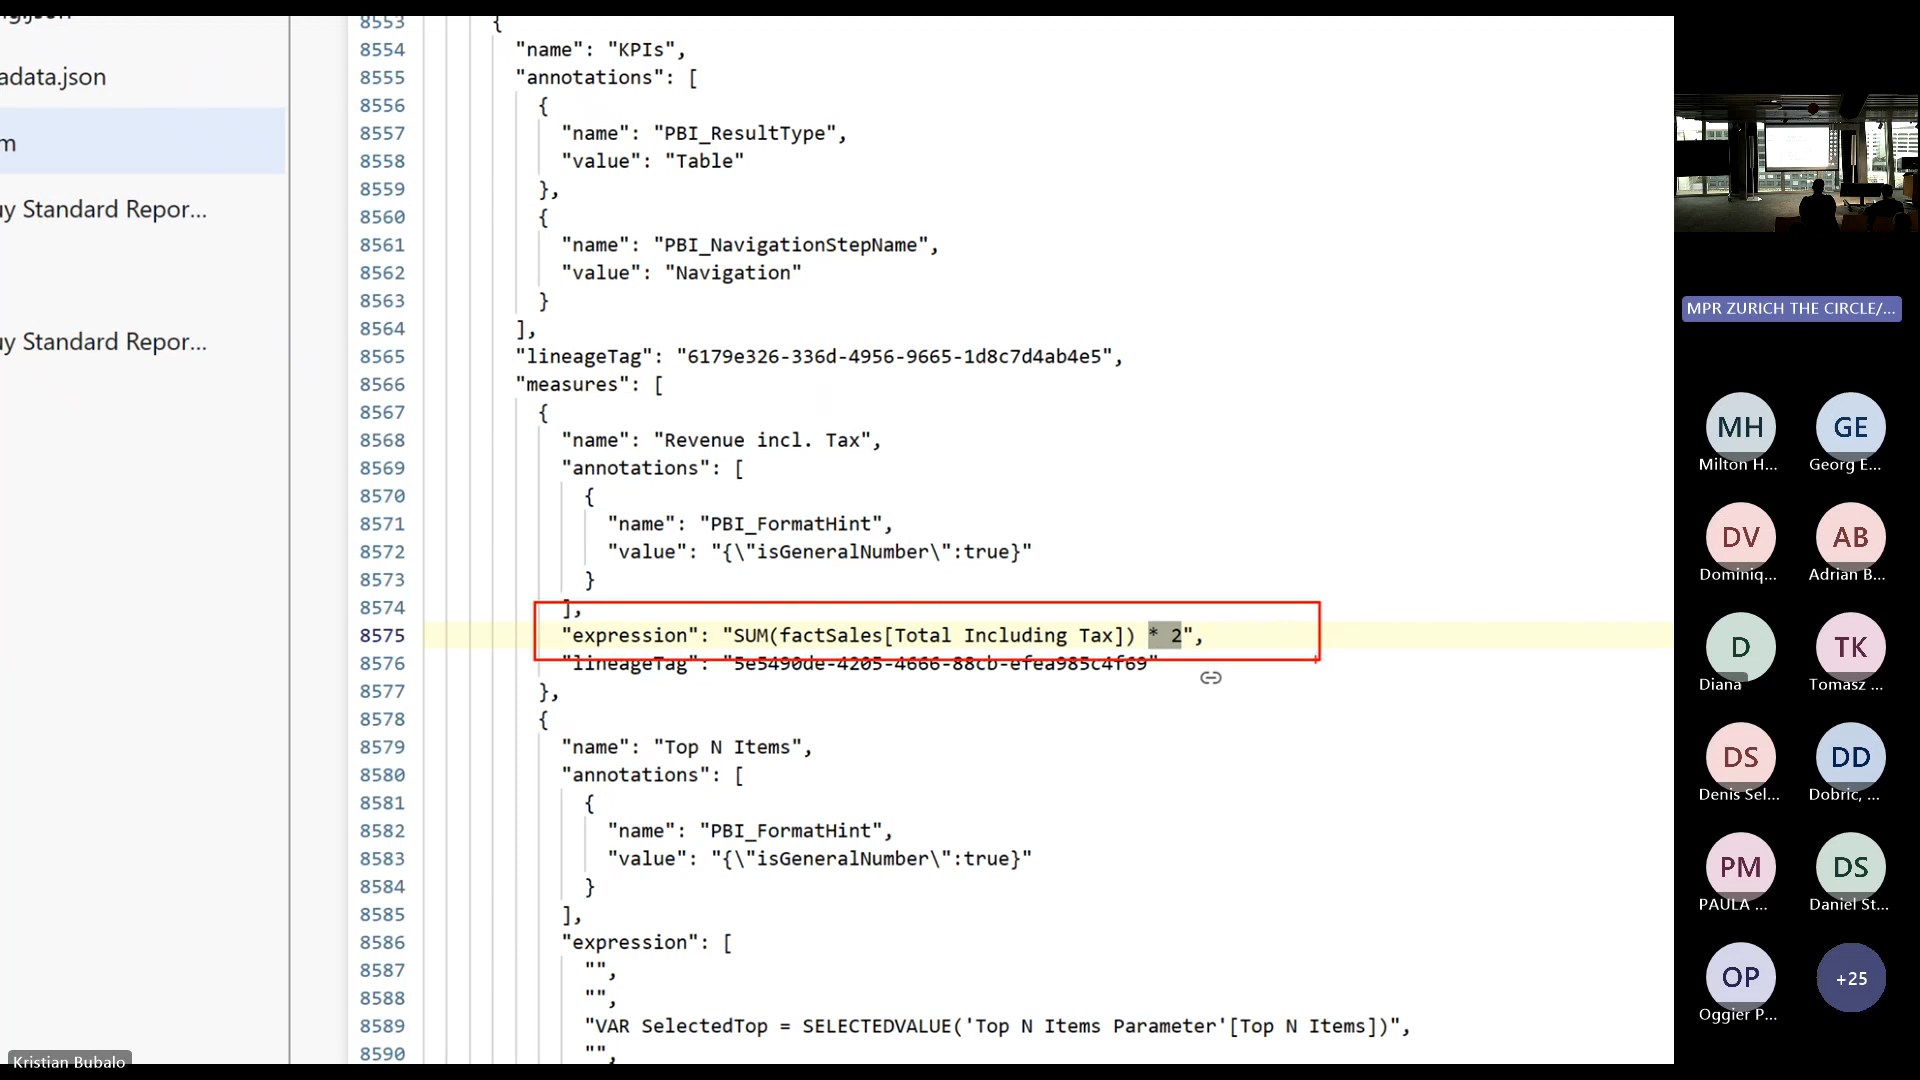 adata.json
m
uy Standard Repor...
uy Standard Repor...
8553 {
8554 "name": "KPIs",
8555 "annotations": [
8556 {
8557 "name": "PBI_ResultType",
8558 "value": "Table"
8559 },
8560 {
8561 "name": "PBI_NavigationStepName",
8562 "value": "Navigation"
8563 }
8564 ],
8565 "lineageTag": "6179e326-336d-4956-9665-1d8c7d4ab4e5",
8566 "measures": [
8567 {
8568 "name": "Revenue incl. Tax",
8569 "annotations": [
8570 {
8571 "name": "PBI_FormatHint",
8572 "value": "{\"isGeneralNumber\":true}"
8573 }
8574 ],
8575 "expression": "SUM(factSales[Total Including Tax]) * 2",
8576 "lineageTag": "5e5490de-4205-4666-88cb-efea985c4f69"
8577 },
8578 {
8579 "name": "Top N Items",
8580 "annotations": [
8581 {
8582 "name": "PBI_FormatHint",
8583 "value": "{\"isGeneralNumber\":true}"
8584 }
8585 ],
8586 "expression": [
8587 "",
8588 "",
8589 "VAR SelectedTop = SELECTEDVALUE('Top N Items Parameter'[Top N Items])",
8590 "",
Kristian Bubalo
MPR ZURICH THE CIRCLE/...
MH
Milton H...
GE
Georg E...
DV
Dominiq...
AB
Adrian B...
D
Diana
TK
Tomasz ...
DS
Denis Sel...
DD
Dobric, ...
PM
PAULA ...
DS
Daniel St...
OP
Oggier P...
+25